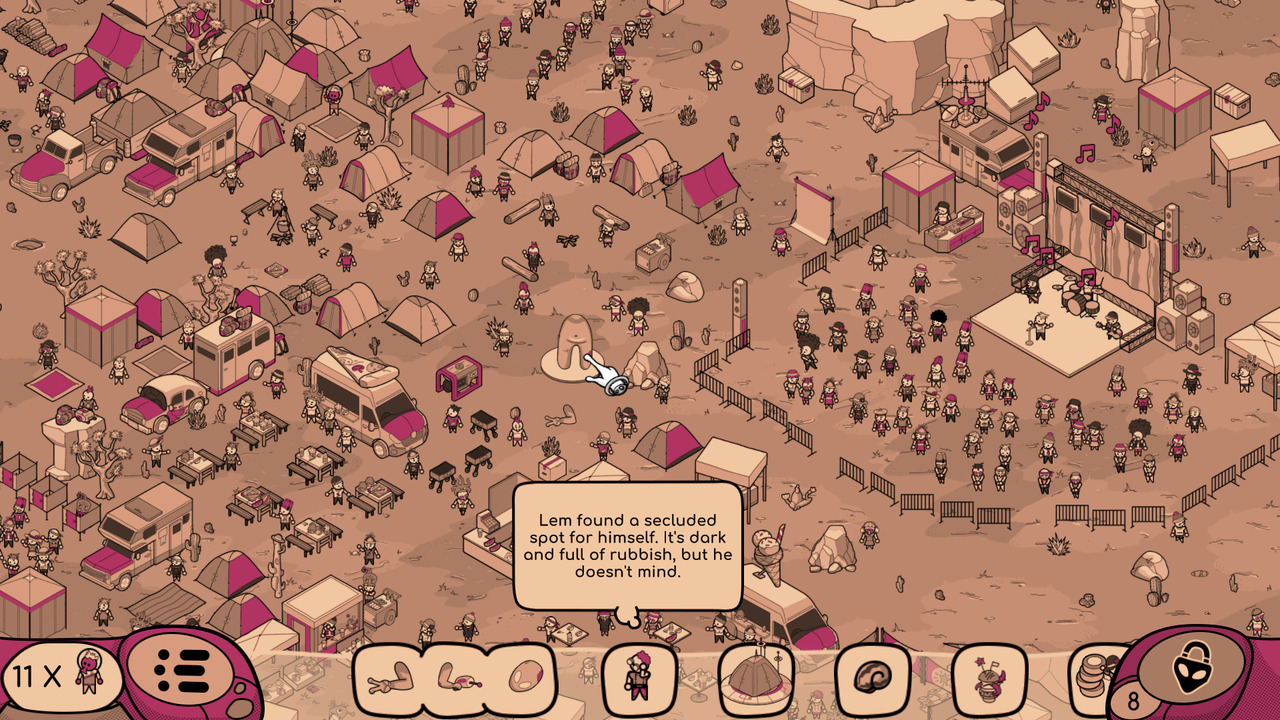 Lem found a secluded
spot for himself. It's dark
and full of rubbish, but he
doesn't mind.
11 X
8